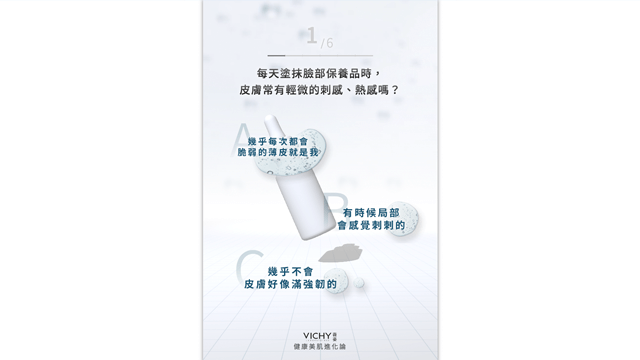 1/6
每天塗抹臉部保養品時，
皮膚常有輕微的刺感、熱感嗎？
A
幾乎每次都會
脆弱的薄皮就是我
B
有時候局部
會感覺刺刺的
C
幾乎不會
皮膚好像滿強韌的
VICHY
健康美肌進化論